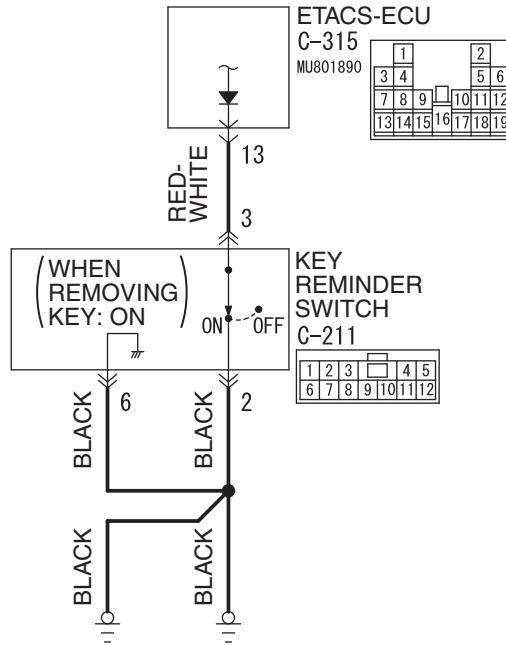 ETACS-ECU
C-315
MU801890
1 2
3 4 5 6
7 8 9 10 11 12
13 14 15 16 17 18 19
13
RED-
WHITE
3
(WHEN
REMOVING
KEY: ON)
ON OFF
KEY
REMINDER
SWITCH
C-211
1 2 3 4 5
6 7 8 9 10 11 12
6 2
BLACK BLACK
BLACK BLACK